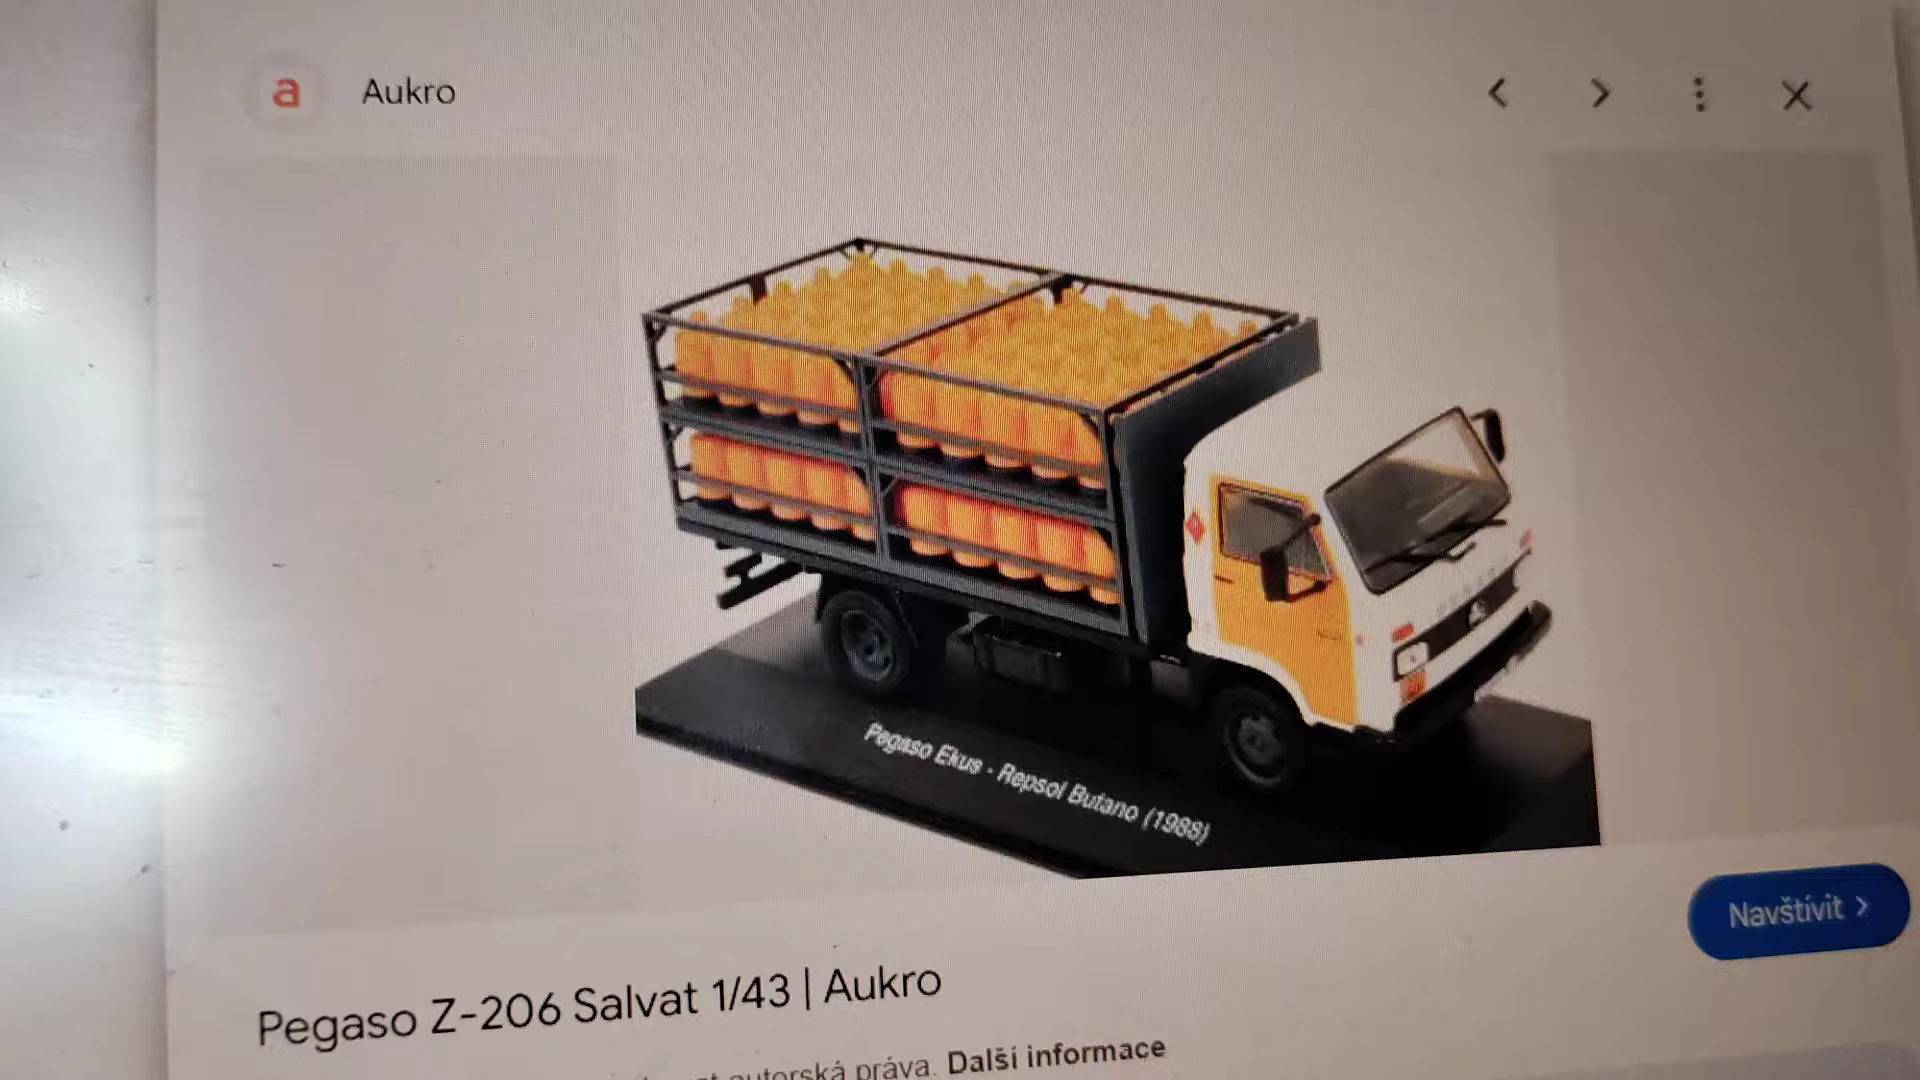 a Aukro
Pegaso Ekus - Repsol Butano (1988)
Navštívit
Pegaso Z-206 Salvat 1/43 | Aukro
autorská práva. Další informace